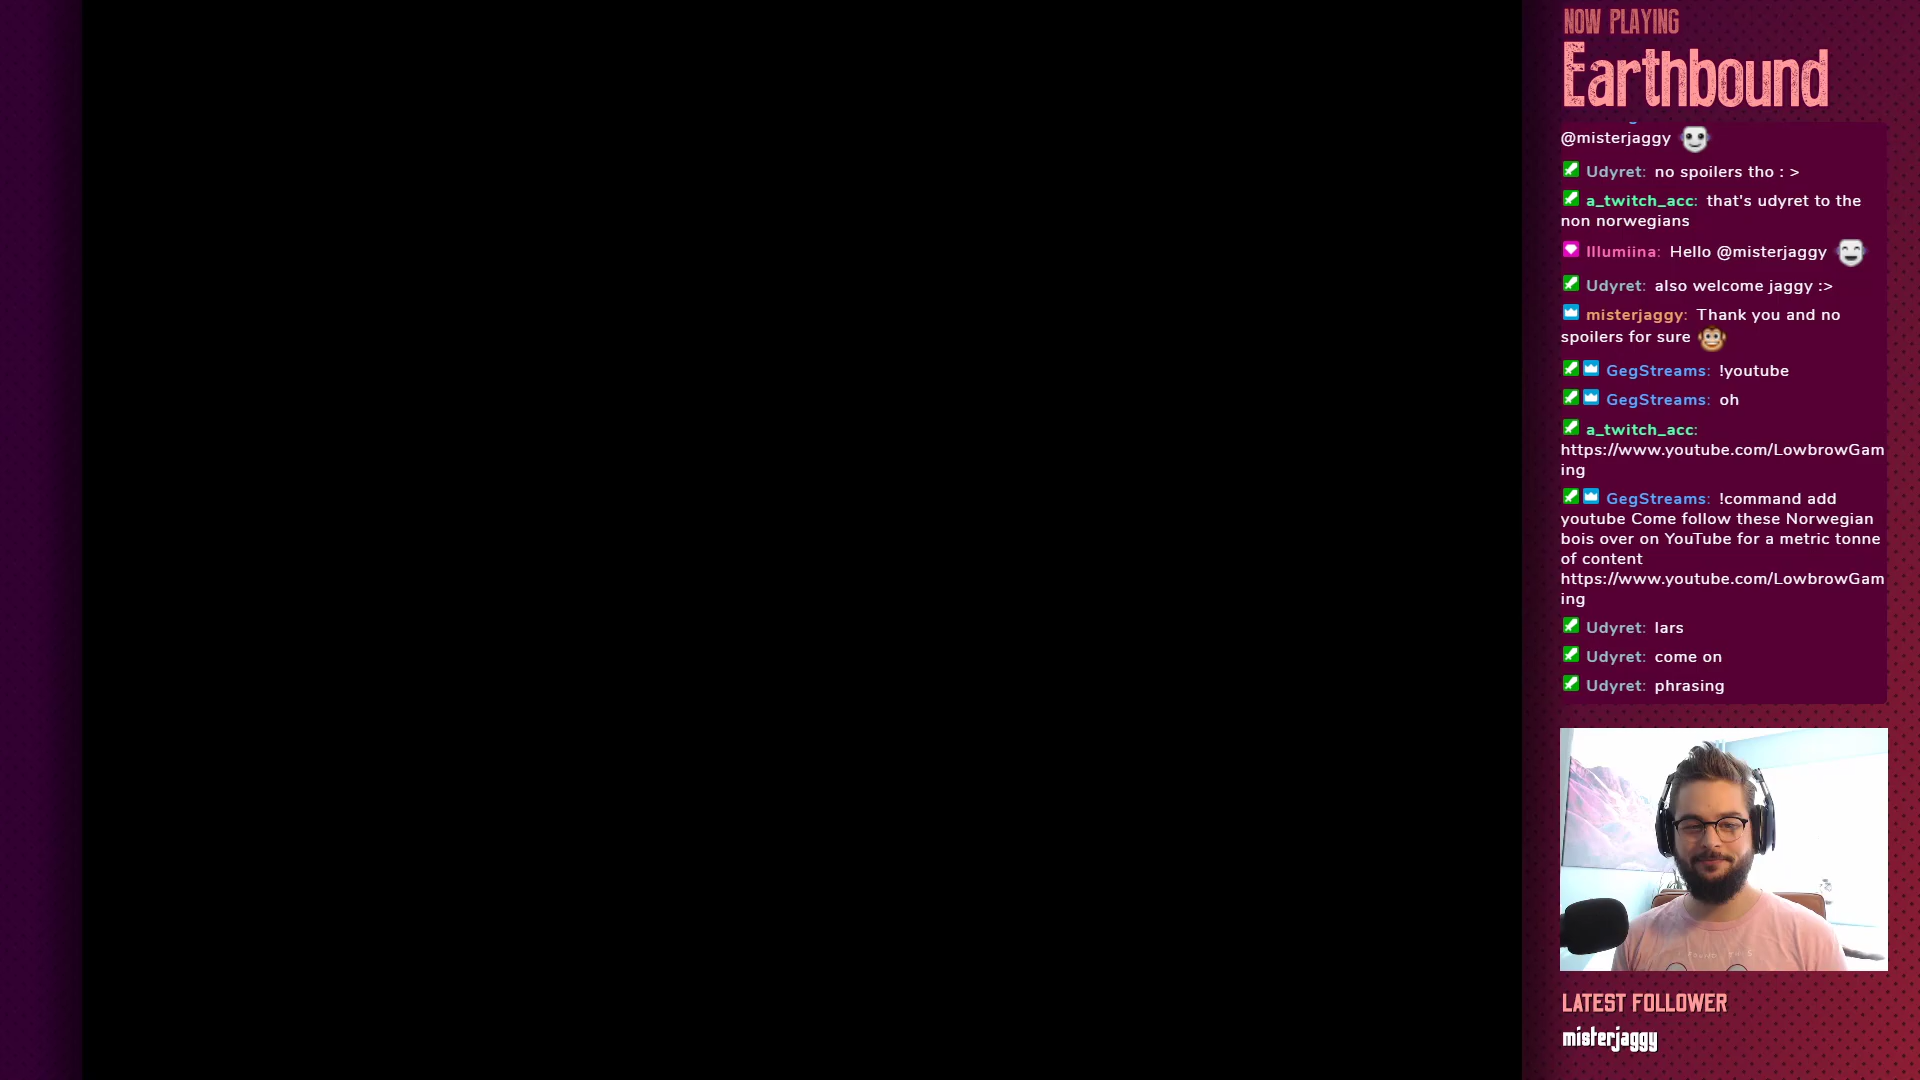 NOW PLAYING
Earthbound
@misterjaggy
Udyret: no spoilers tho : >
a_twitch_acc: that's udyret to the
non norwegians
Illumiina: Hello @misterjaggy
Udyret: also welcome jaggy :>
misterjaggy: Thank you and no
spoilers for sure
GegStreams: !youtube
GegStreams: oh
a_twitch_acc:
https://www.youtube.com/LowbrowGam
ing
GegStreams: !command add
youtube Come follow these Norwegian
bois over on YouTube for a metric tonne
of content
https://www.youtube.com/LowbrowGam
ing
Udyret: lars
Udyret: come on
Udyret: phrasing
LATEST FOLLOWER
misterjaggy